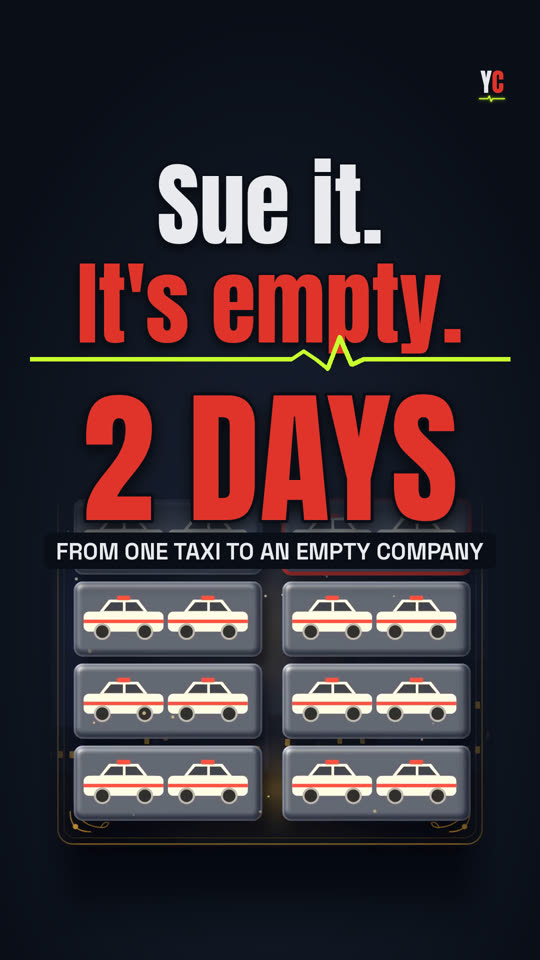 YC
Sue it.
It's empty.
2 DAYS
FROM ONE TAXI TO AN EMPTY COMPANY